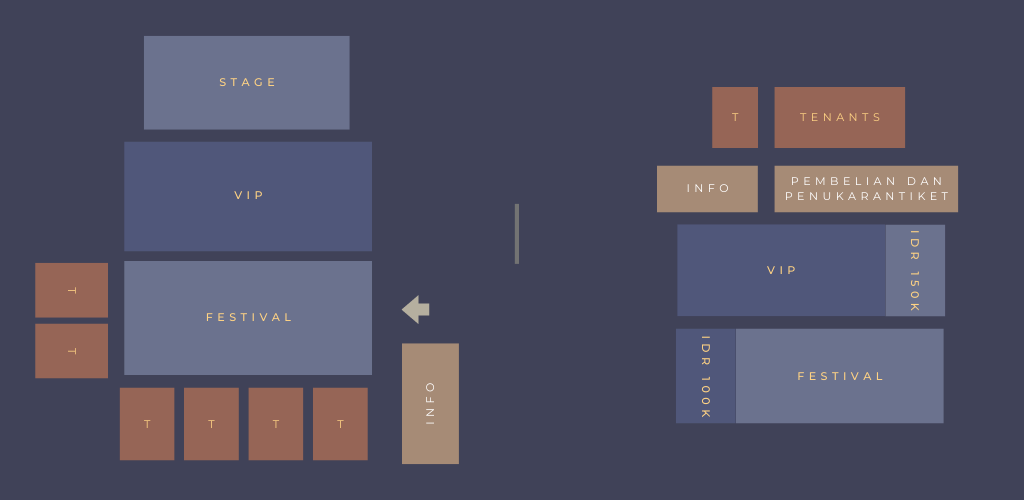 STAGE
VIP
T
T
FESTIVAL
T
T
T
T
INFO
T
TENANTS
INFO
PEMBELIAN DAN
PENUKARANTIKET
VIP
IDR 150K
IDR 100K
FESTIVAL